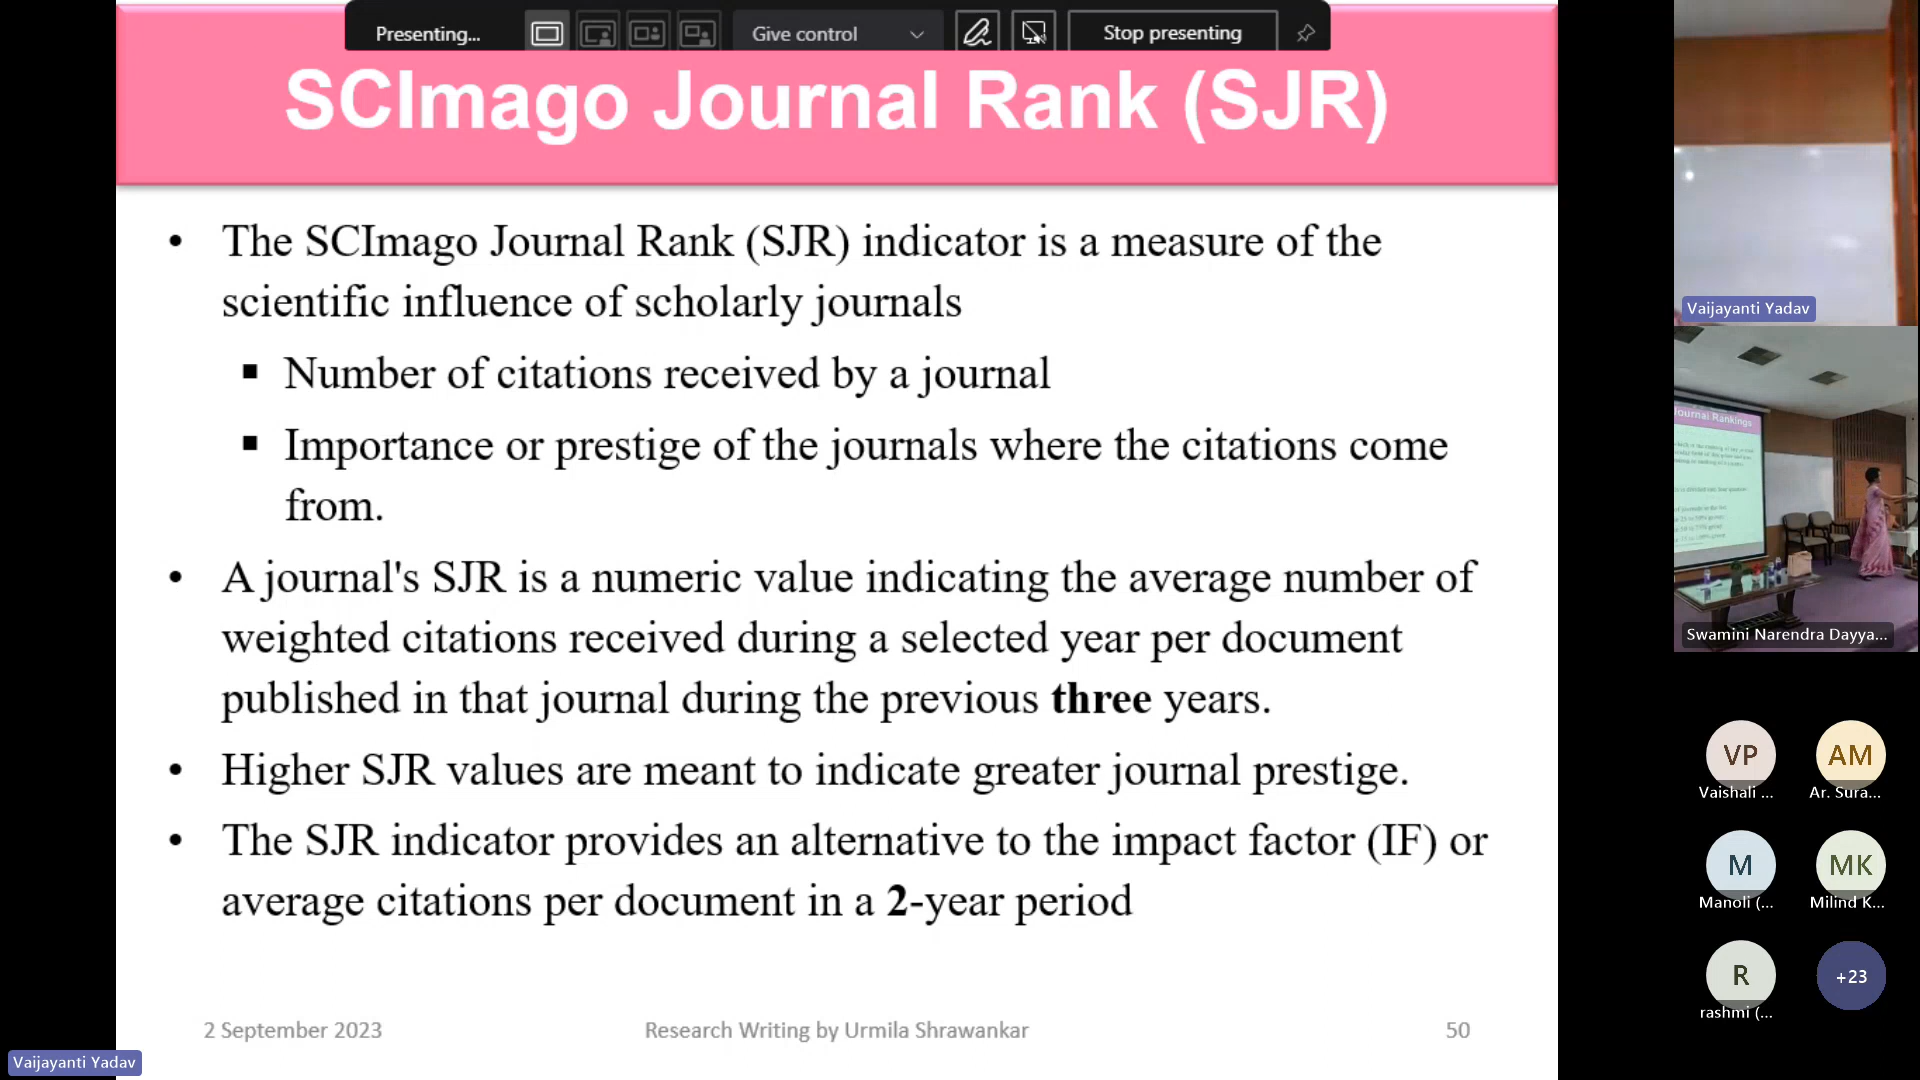 Presenting...
Give control
Stop presenting
SCImago Journal Rank (SJR)
• The SCImago Journal Rank (SJR) indicator is a measure of the
scientific influence of scholarly journals
▪ Number of citations received by a journal
▪ Importance or prestige of the journals where the citations come
from.
• A journal's SJR is a numeric value indicating the average number of
weighted citations received during a selected year per document
published in that journal during the previous three years.
• Higher SJR values are meant to indicate greater journal prestige.
• The SJR indicator provides an alternative to the impact factor (IF) or
average citations per document in a 2-year period
2 September 2023
Research Writing by Urmila Shrawankar
50
Vaijayanti Yadav
Vaijayanti Yadav
Journal Rankings
Swamini Narendra Dayya...
VP
Vaishali ...
AM
Ar. Sura...
M
Manoli (...
MK
Milind K...
R
rashmi (...
+23